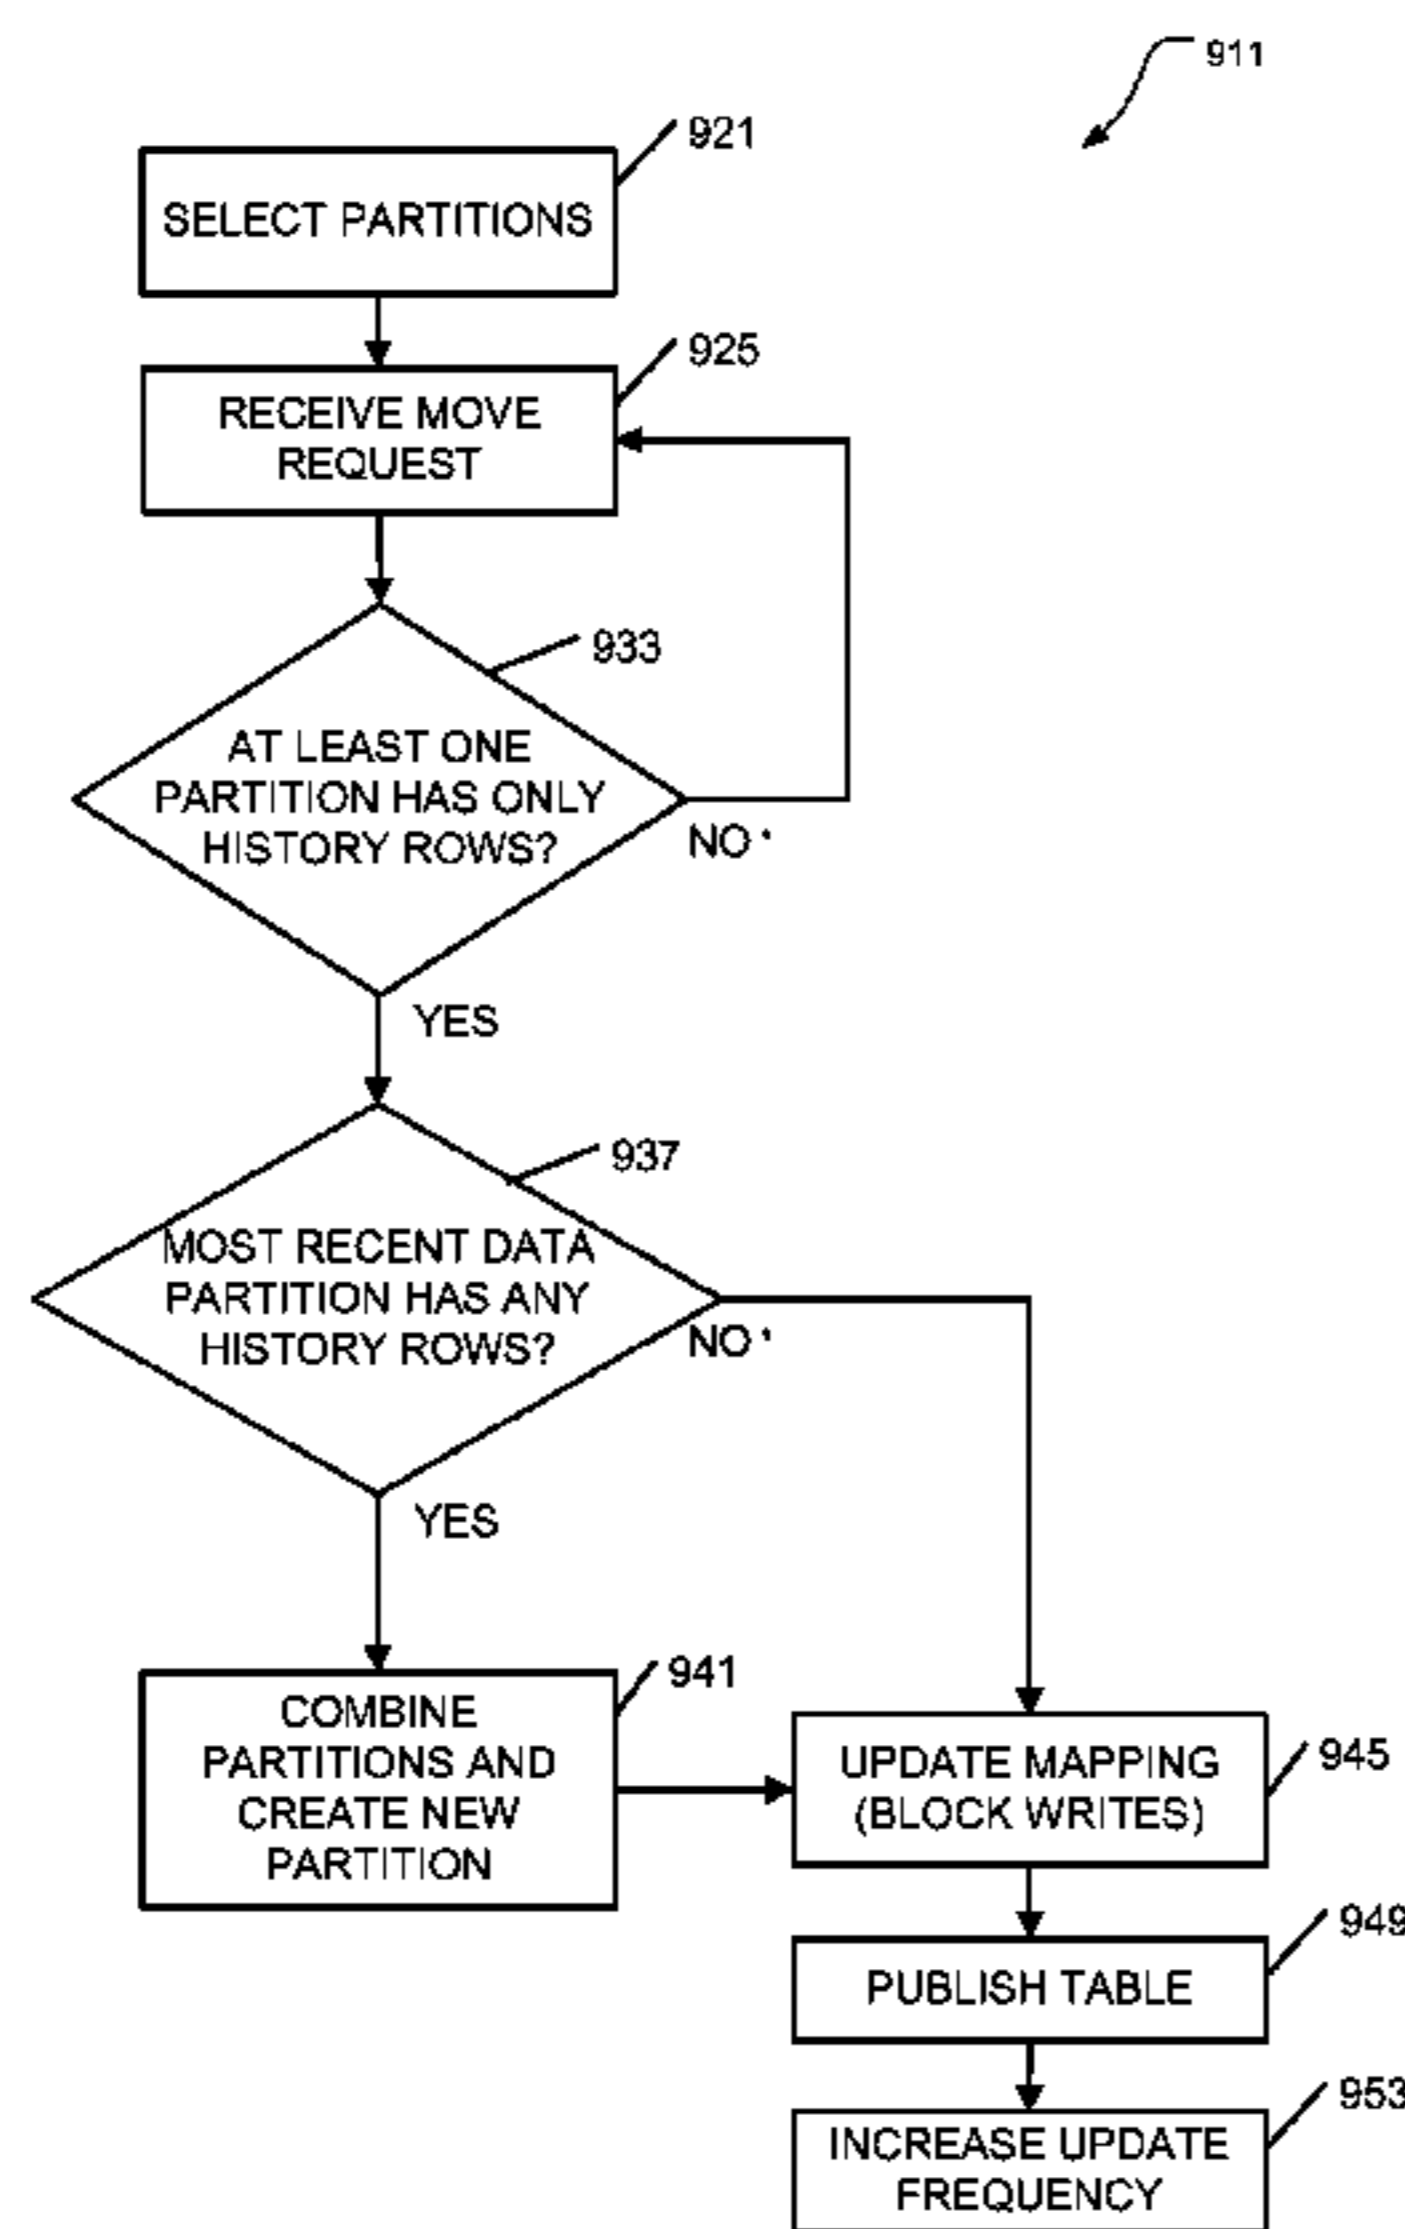 911
921
SELECT PARTITIONS
925
RECEIVE MOVE
REQUEST
933
AT LEAST ONE
PARTITION HAS ONLY
HISTORY ROWS?
NO
YES
937
MOST RECENT DATA
PARTITION HAS ANY
HISTORY ROWS?
NO
YES
941
COMBINE
PARTITIONS AND
CREATE NEW
PARTITION
945
UPDATE MAPPING
(BLOCK WRITES)
949
PUBLISH TABLE
953
INCREASE UPDATE
FREQUENCY